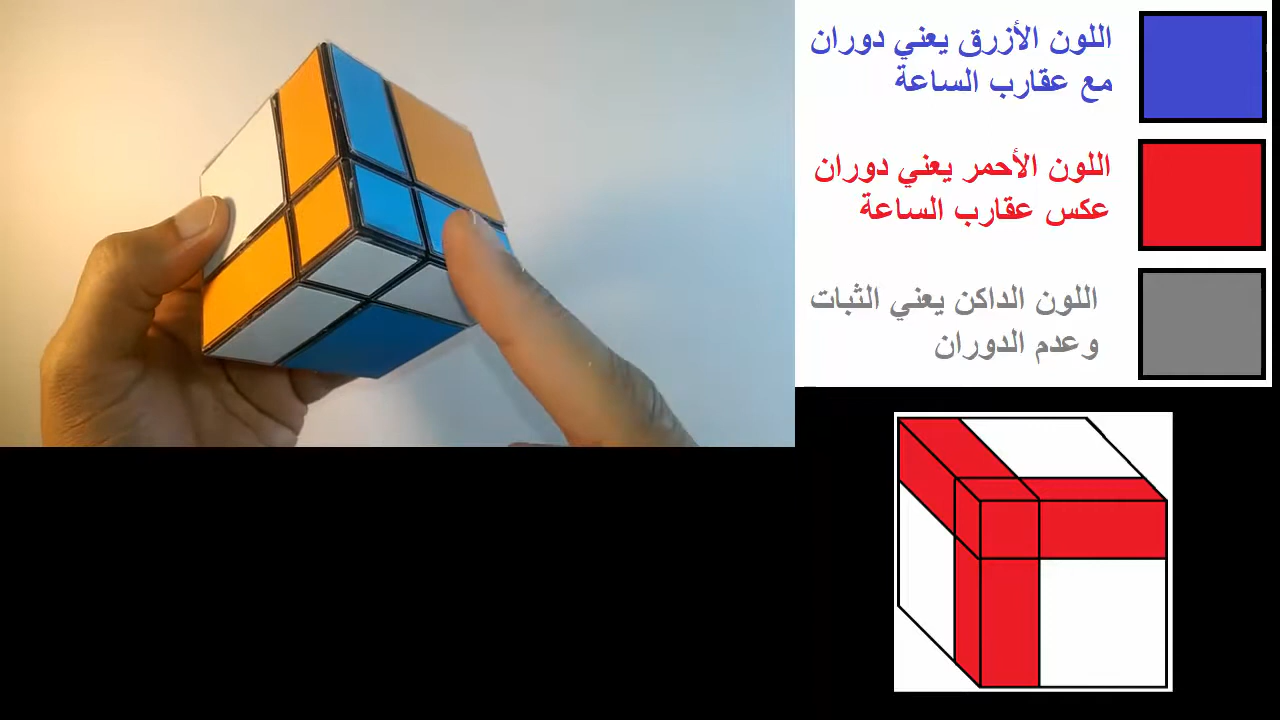 اللون الأزرق يعني دوران
مع عقارب الساعة
اللون الأحمر يعني دوران
عكس عقارب الساعة
اللون الداكن يعني الثبات
وعدم الدوران